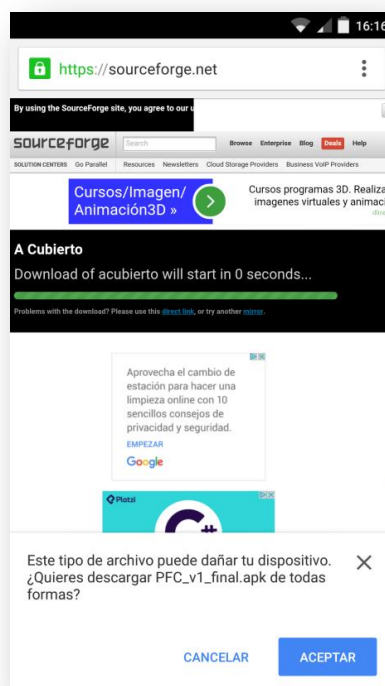 16:16
https://sourceforge.net
By using the SourceForge site, you agree to our u
sourceforge Search Browse Enterprise Blog Deals Help
SOLUTION CENTERS Go Parallel Resources Newsletters Cloud Storage Providers Business VoIP Providers
Cursos/Imagen/
Animación3D »
Cursos programas 3D. Realiza
imagenes virtuales y animaci
A Cubierto
Download of acubierto will start in 0 seconds...
Problems with the download? Please use this direct link, or try another mirror.
Aprovecha el cambio de
estación para hacer una
limpieza online con 10
sencillos consejos de
privacidad y seguridad.
EMPEZAR
Google
Platzi
C#
Este tipo de archivo puede dañar tu dispositivo.
¿Quieres descargar PFC_v1_final.apk de todas
formas?
CANCELAR ACEPTAR